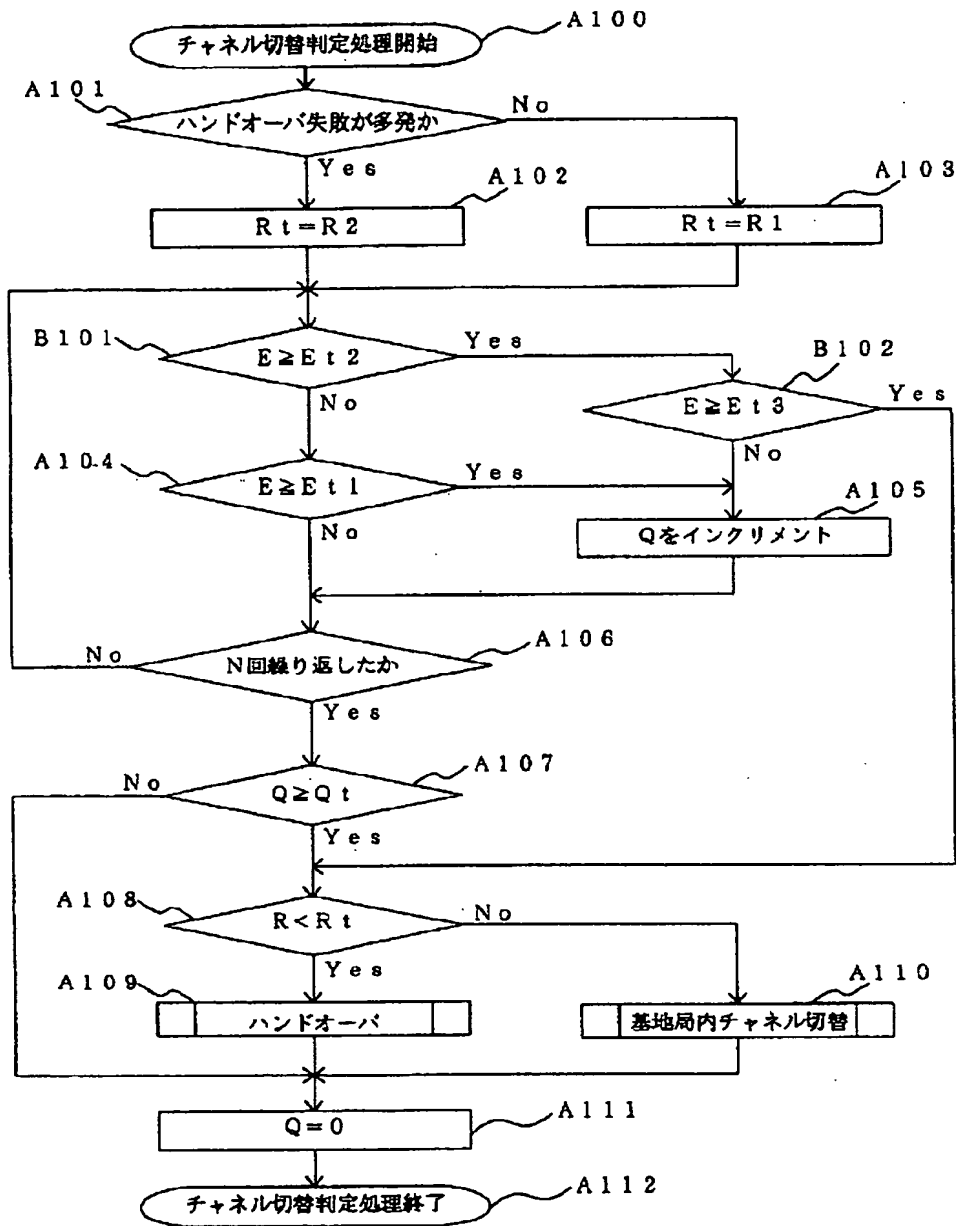 A100
チャネル切替判定処理開始
A101
ハンドオーバ失敗が多発か
No
Yes
A102
Rt=R2
A103
Rt=R1
B101
E≧Et2
Yes
No
B102
E≧Et3
Yes
No
A104
E≧Et1
Yes
No
A105
Qをインクリメント
A106
N回繰り返したか
No
Yes
A107
Q≧Qt
No
Yes
A108
R<Rt
No
Yes
A109
ハンドオーバ
A110
基地局内チャネル切替
A111
Q=0
A112
チャネル切替判定処理終了